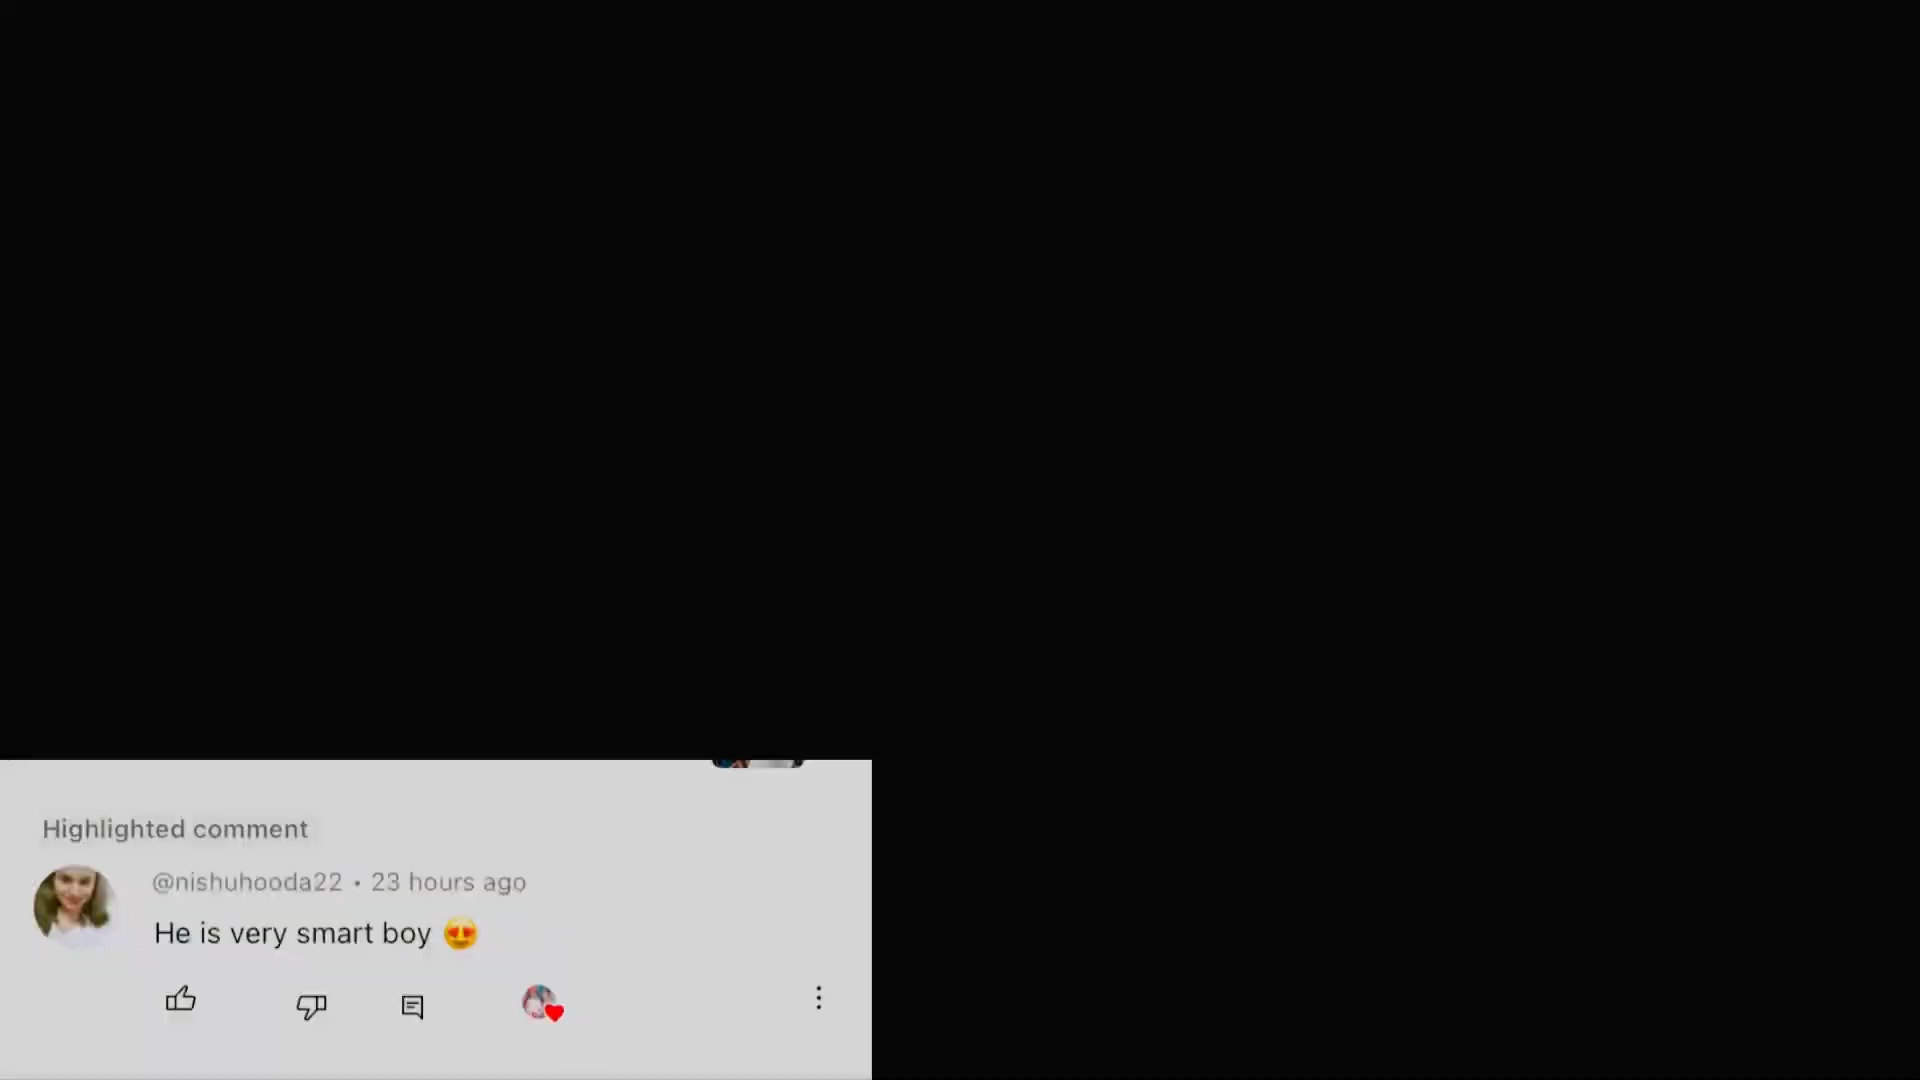 Highlighted comment
@nishuhooda22 • 23 hours ago
He is very smart boy 😍